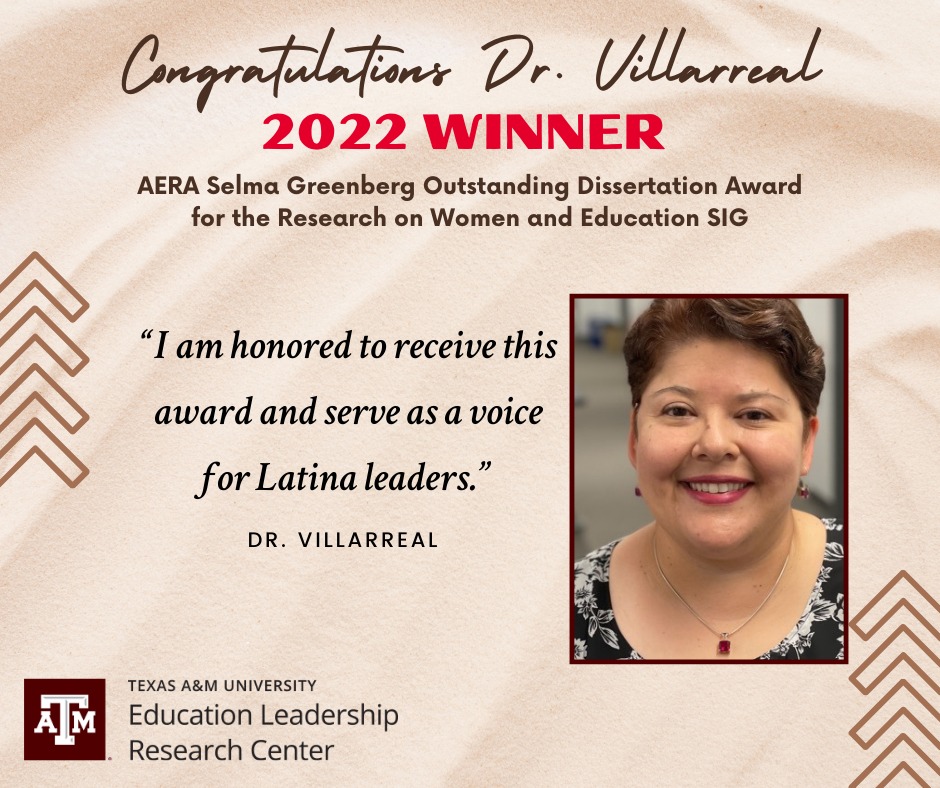 Congratulations Dr. Villarreal
2022 WINNER
AERA Selma Greenberg Outstanding Dissertation Award
for the Research on Women and Education SIG
“I am honored to receive this
award and serve as a voice
for Latina leaders.”
DR. VILLARREAL
TEXAS A&M UNIVERSITY
Education Leadership
Research Center
ATM